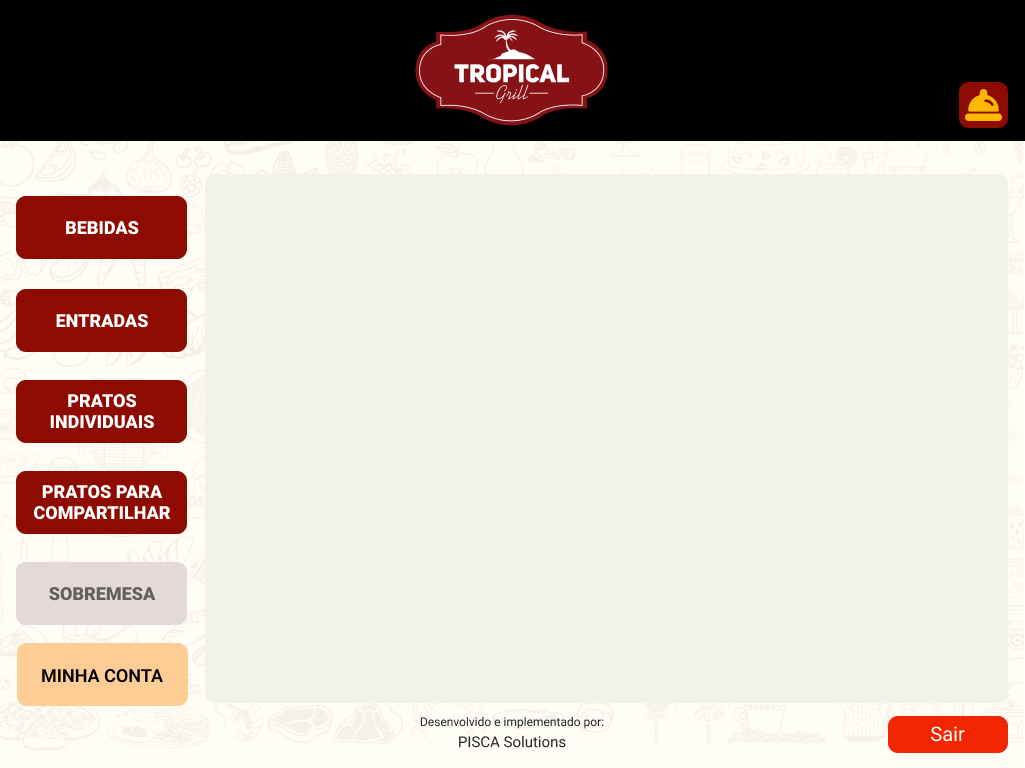 TROPICAL
Grill
BEBIDAS
ENTRADAS
PRATOS
INDIVIDUAIS
PRATOS PARA
COMPARTILHAR
SOBREMESA
MINHA CONTA
Desenvolvido e implementado por:
PISCA Solutions
Sair